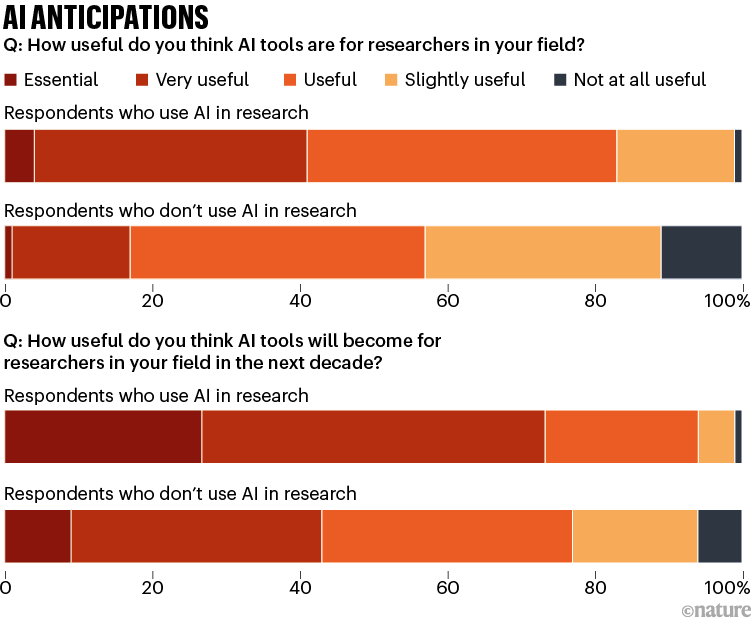 AI ANTICIPATIONS
Q: How useful do you think AI tools are for researchers in your field?
Essential Very useful Useful Slightly useful Not at all useful
Respondents who use AI in research
Respondents who don’t use AI in research
0 20 40 60 80 100%
Q: How useful do you think AI tools will become for
researchers in your field in the next decade?
Respondents who use AI in research
Respondents who don’t use AI in research
0 20 40 60 80 100%
©nature